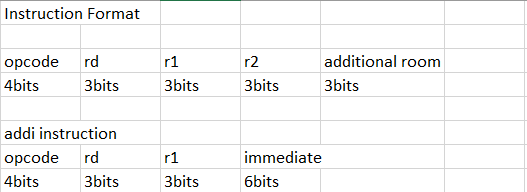 Instruction Format
opcode rd r1 r2 additional room
4bits 3bits 3bits 3bits 3bits
addi instruction
opcode rd r1 immediate
4bits 3bits 3bits 6bits